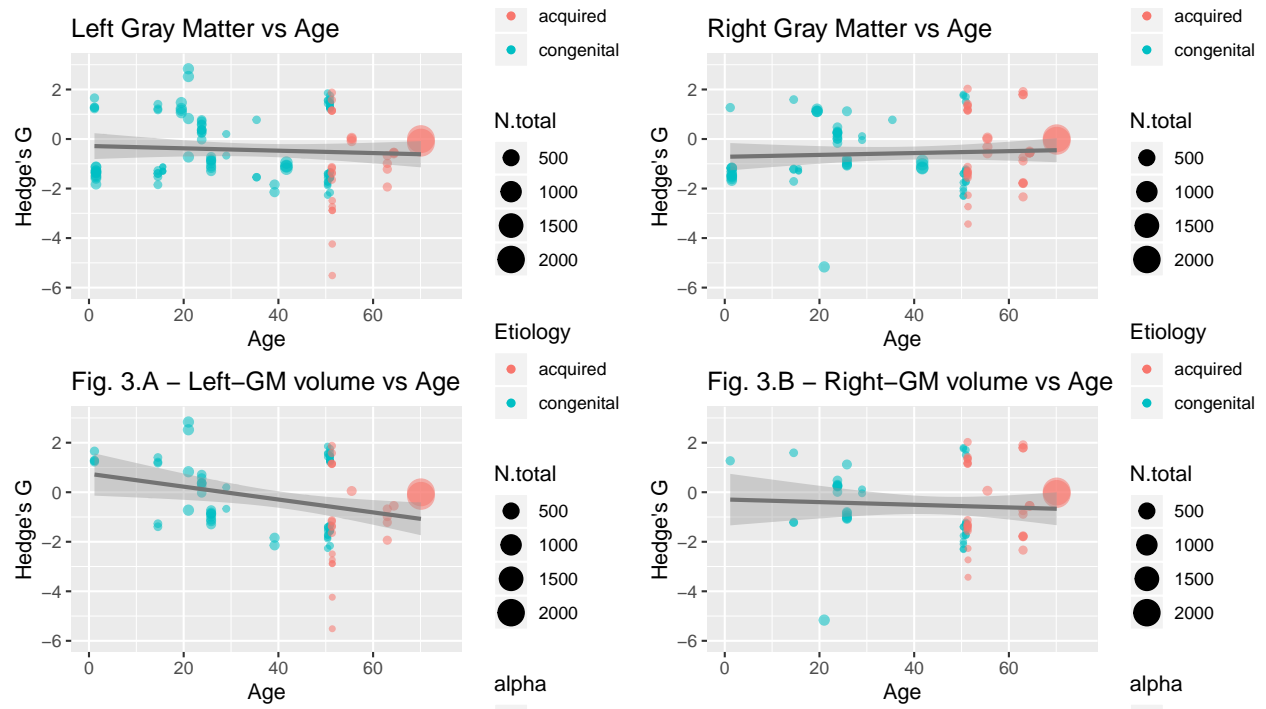 Left Gray Matter vs Age
Hedge's G
2
0
−2
−4
−6
0
20
40
60
Age
acquired
congenital
N.total
500
1000
1500
2000
Right Gray Matter vs Age
Hedge's G
2
0
−2
−4
−6
0
20
40
60
Age
acquired
congenital
N.total
500
1000
1500
2000
Fig. 3.A − Left−GM volume vs Age
Hedge's G
2
0
−2
−4
−6
0
20
40
60
Age
Etiology
acquired
congenital
N.total
500
1000
1500
2000
alpha
Fig. 3.B − Right−GM volume vs Age
Hedge's G
2
0
−2
−4
−6
0
20
40
60
Age
Etiology
acquired
congenital
N.total
500
1000
1500
2000
alpha